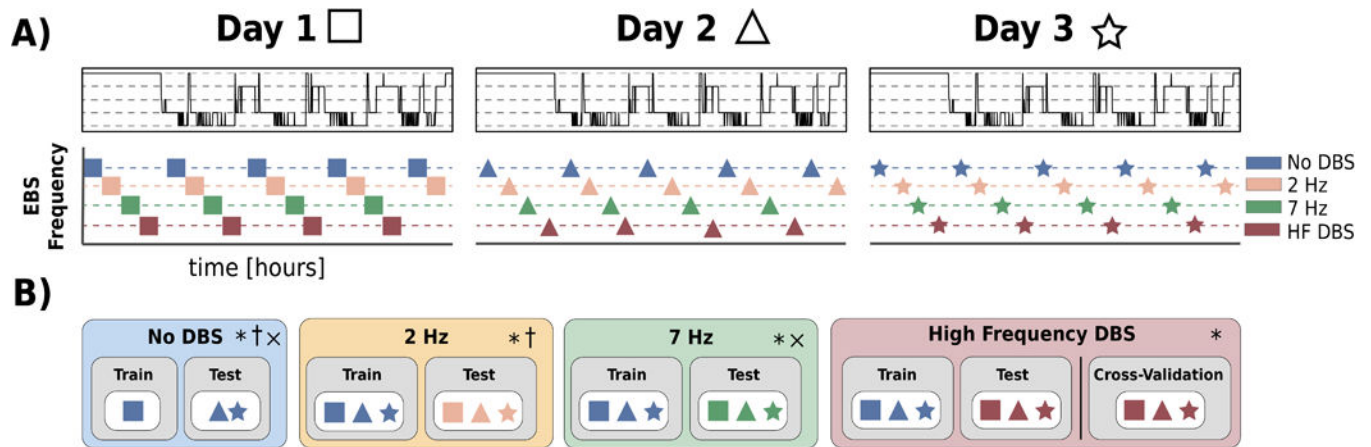 A)
Day 1
Day 2
Day 3
EBS
Frequency
No DBS
2 Hz
7 Hz
HF DBS
time [hours]
B)
No DBS *†×
2 Hz *†
7 Hz *×
High Frequency DBS *
Train
Test
Train
Test
Train
Test
Train
Test
Cross-Validation